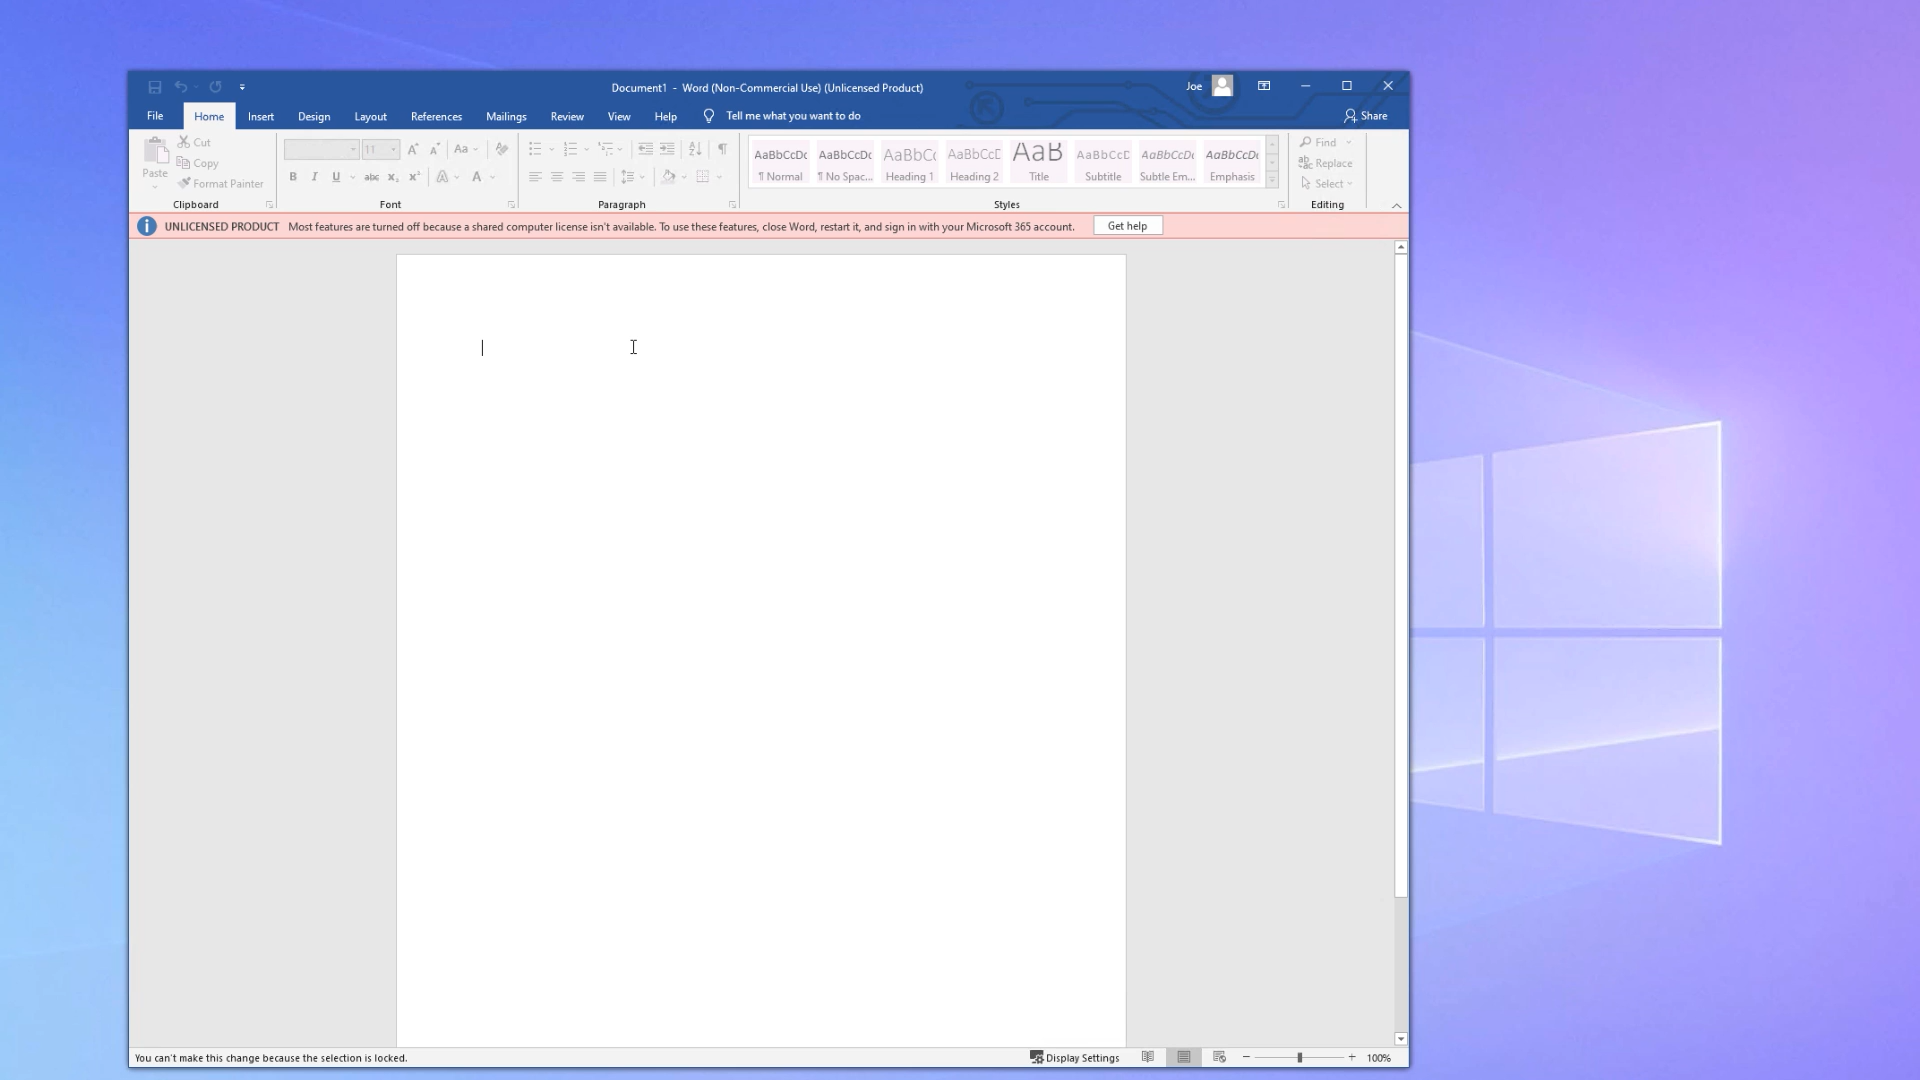 Document1 - Word (Non-Commercial Use) (Unlicensed Product)
Joe
File Home Insert Design Layout References Mailings Review View Help Tell me what you want to do Share
Paste
Cut
Copy
Format Painter
Clipboard
11
Aa
B I U abc x₂ x² A A
Font
Paragraph
AaBbCcDc AaBbCcDc AaBbCc AaBbCcE AaB AaBbCcD AaBbCcDc AaBbCcDc
¶ Normal ¶ No Spac... Heading 1 Heading 2 Title Subtitle Subtle Em... Emphasis
Styles
Find
Replace
Select
Editing
UNLICENSED PRODUCT Most features are turned off because a shared computer license isn't available. To use these features, close Word, restart it, and sign in with your Microsoft 365 account. Get help
You can't make this change because the selection is locked. Display Settings 100%